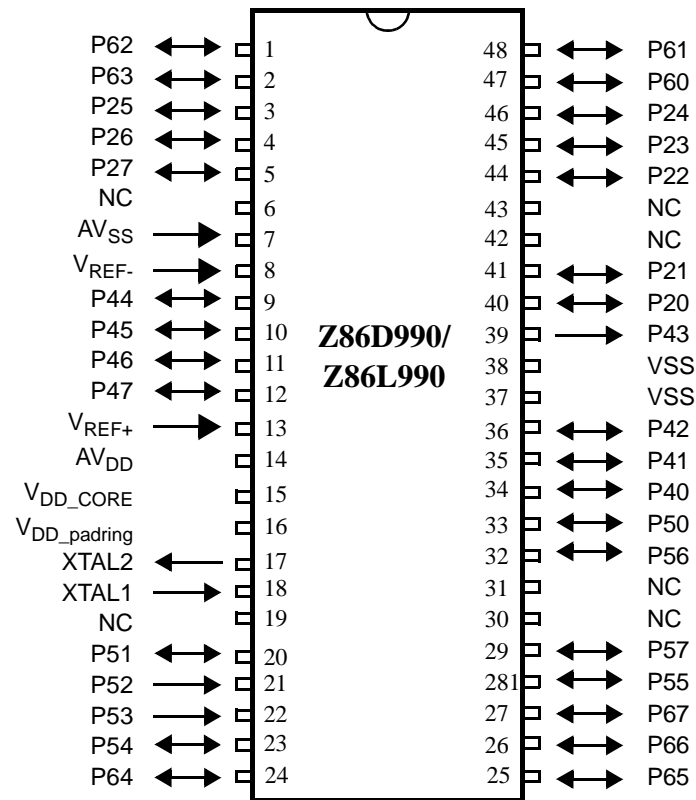 P62 1 48 P61
P63 2 47 P60
P25 3 46 P24
P26 4 45 P23
P27 5 44 P22
NC 6 43 NC
AVSS 7 42 NC
VREF- 8 41 P21
P44 9 40 P20
P45 10 Z86D990/ 39 P43
P46 11 Z86L990 38 VSS
P47 12 37 VSS
VREF+ 13 36 P42
AVDD 14 35 P41
VDD_CORE 15 34 P40
VDD_padring 16 33 P50
XTAL2 17 32 P56
XTAL1 18 31 NC
NC 19 30 NC
P51 20 29 P57
P52 21 281 P55
P53 22 27 P67
P54 23 26 P66
P64 24 25 P65